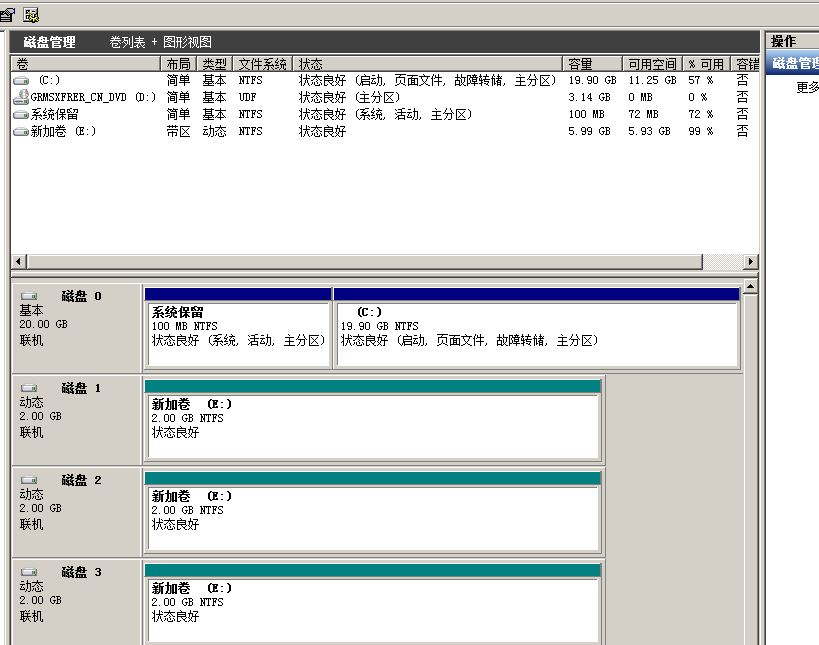 磁盘管理 卷列表 + 图形视图
操作
卷 布局 类型 文件系统 状态 容量 可用空间 % 可用 容错
磁盘管理
(C:) 简单 基本 NTFS 状态良好 (启动, 页面文件, 故障转储, 主分区) 19.90 GB 11.25 GB 57 % 否
更多
GRMSXFRER_CN_DVD (D:) 简单 基本 UDF 状态良好 (主分区) 3.14 GB 0 MB 0 % 否
系统保留 简单 基本 NTFS 状态良好 (系统, 活动, 主分区) 100 MB 72 MB 72 % 否
新加卷 (E:) 带区 动态 NTFS 状态良好 5.99 GB 5.93 GB 99 % 否
磁盘 0
基本
20.00 GB
联机
系统保留
100 MB NTFS
状态良好 (系统, 活动, 主分区)
(C:)
19.90 GB NTFS
状态良好 (启动, 页面文件, 故障转储, 主分区)
磁盘 1
动态
2.00 GB
联机
新加卷 (E:)
2.00 GB NTFS
状态良好
磁盘 2
动态
2.00 GB
联机
新加卷 (E:)
2.00 GB NTFS
状态良好
磁盘 3
动态
2.00 GB
联机
新加卷 (E:)
2.00 GB NTFS
状态良好